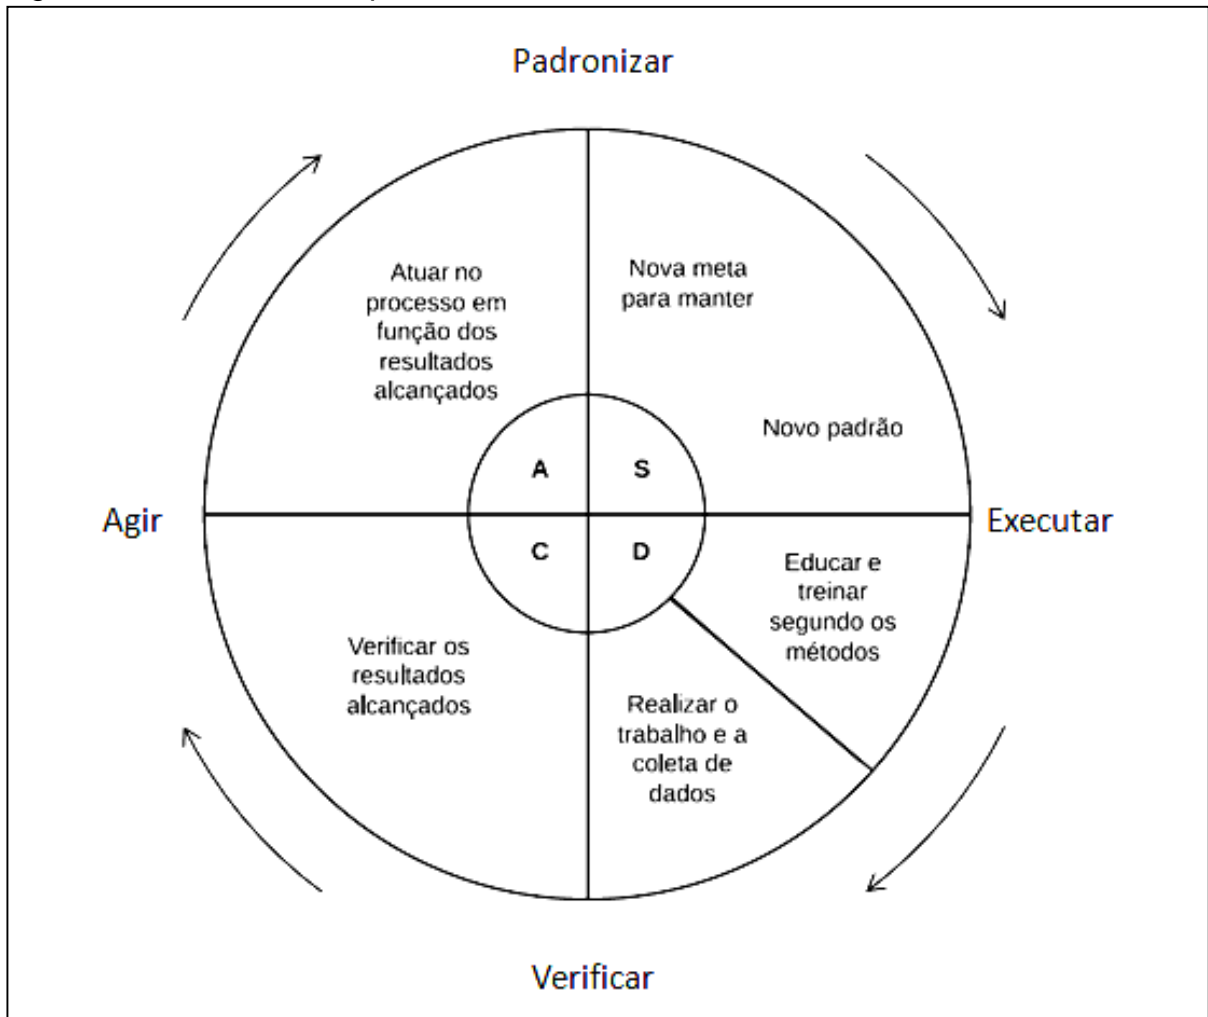 Padronizar
Atuar no
processo em
função dos
resultados
alcançados
Nova meta
para manter
Novo padrão
A
S
Agir
Executar
C
D
Educar e
treinar
segundo os
métodos
Verificar os
resultados
alcançados
Realizar o
trabalho e a
coleta de
dados
Verificar